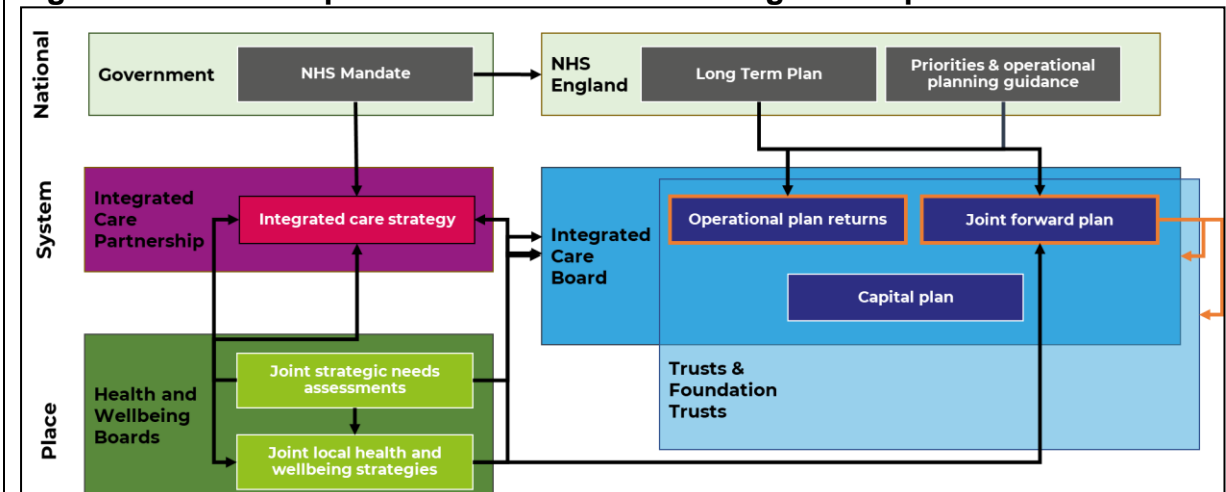 National
Government
NHS Mandate
NHS
England
Long Term Plan
Priorities & operational
planning guidance
System
Integrated
Care
Partnership
Integrated care strategy
Integrated
Care
Board
Operational plan returns
Joint forward plan
Capital plan
Trusts &
Foundation
Trusts
Place
Health and
Wellbeing
Boards
Joint strategic needs
assessments
Joint local health and
wellbeing strategies